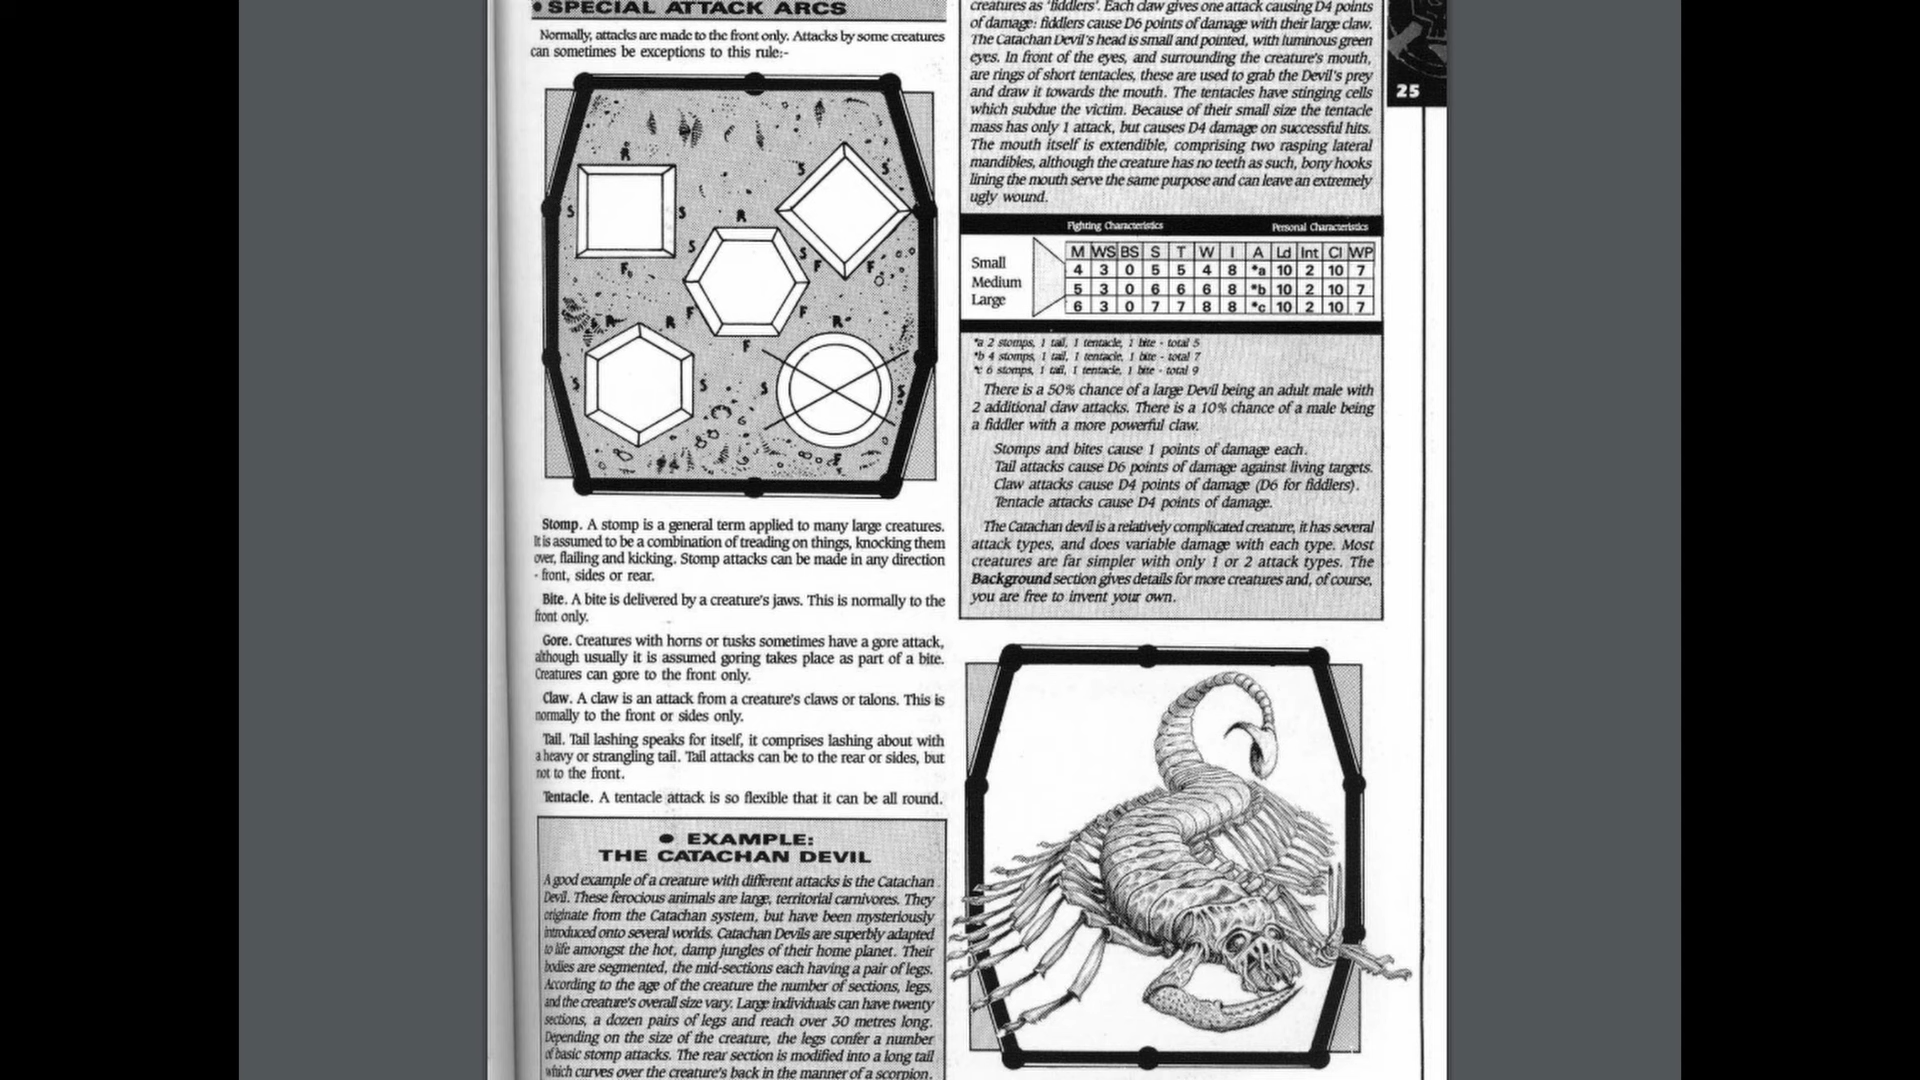 • SPECIAL ATTACK ARCS
Normally, attacks are made to the front only. Attacks by some creatures
can sometimes be exceptions to this rule:-
R
S
S
F
S
S
F
F
R
S
S
F
F
F
R
R
S
S
R
S
S
F
Stomp. A stomp is a general term applied to many large creatures.
It is assumed to be a combination of treading on things, knocking them
over, flailing and kicking. Stomp attacks can be made in any direction
- front, sides or rear.
Bite. A bite is delivered by a creature's jaws. This is normally to the
front only.
Gore. Creatures with horns or tusks sometimes have a gore attack,
although usually it is assumed goring takes place as part of a bite.
Creatures can gore to the front only.
Claw. A claw is an attack from a creature's claws or talons. This is
normally to the front or sides only.
Tail. Tail lashing speaks for itself, it comprises lashing about with
a heavy or strangling tail. Tail attacks can be to the rear or sides, but
not to the front.
Tentacle. A tentacle attack is so flexible that it can be all round.
• EXAMPLE:
THE CATACHAN DEVIL
A good example of a creature with different attacks is the Catachan
Devil. These ferocious animals are large, territorial carnivores. They
originate from the Catachan system, but have been mysteriously
introduced onto several worlds. Catachan Devils are superbly adapted
to life amongst the hot, damp jungles of their home planet. Their
bodies are segmented, the mid-sections each having a pair of legs.
According to the age of the creature the number of sections, legs,
and the creature's overall size vary. Large individuals can have twenty
sections, a dozen pairs of legs and reach over 30 metres long.
Depending on the size of the creature, the legs confer a number
of basic stomp attacks. The rear section is modified into a long tail
which curves over the creature's back in the manner of a scorpion.
creatures as 'fiddlers'. Each claw gives one attack causing D4 points
of damage: fiddlers cause D6 points of damage with their large claw.
The Catachan Devil's head is small and pointed, with luminous green
eyes. In front of the eyes, and surrounding the creature's mouth,
are rings of short tentacles, these are used to grab the Devil's prey
and draw it towards the mouth. The tentacles have stinging cells
which subdue the victim. Because of their small size the tentacle
mass has only 1 attack, but causes D4 damage on successful hits.
The mouth itself is extendible, comprising two rasping lateral
mandibles, although the creature has no teeth as such, bony hooks
lining the mouth serve the same purpose and can leave an extremely
ugly wound.
25
Fighting Characteristics Personal Characteristics
M WS BS S T W I A Ld Int Cl WP
Small 4 3 0 5 5 4 8 *a 10 2 10 7
Medium 5 3 0 6 6 6 8 *b 10 2 10 7
Large 6 3 0 7 7 8 8 *c 10 2 10 7
*a 2 stomps, 1 tail, 1 tentacle, 1 bite - total 5
*b 4 stomps, 1 tail, 1 tentacle, 1 bite - total 7
*c 6 stomps, 1 tail, 1 tentacle, 1 bite - total 9
There is a 50% chance of a large Devil being an adult male with
2 additional claw attacks. There is a 10% chance of a male being
a fiddler with a more powerful claw.
Stomps and bites cause 1 points of damage each.
Tail attacks cause D6 points of damage against living targets.
Claw attacks cause D4 points of damage (D6 for fiddlers).
Tentacle attacks cause D4 points of damage.
The Catachan devil is a relatively complicated creature, it has several
attack types, and does variable damage with each type. Most
creatures are far simpler with only 1 or 2 attack types. The
Background section gives details for more creatures and, of course,
you are free to invent your own.